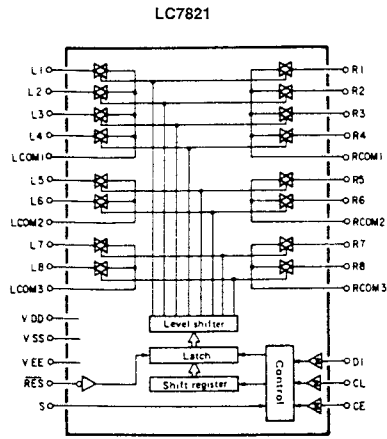 LC7821
L1 R1
L2 R2
L3 R3
L4 R4
LCOM1 RCOM1
L5 R5
L6 R6
LCOM2 RCOM2
L7 R7
L8 R8
LCOM3 RCOM3
VDD
Level shifter
VSS
VEE
Latch
Control
DI
RES
Shift register
CL
S
CE